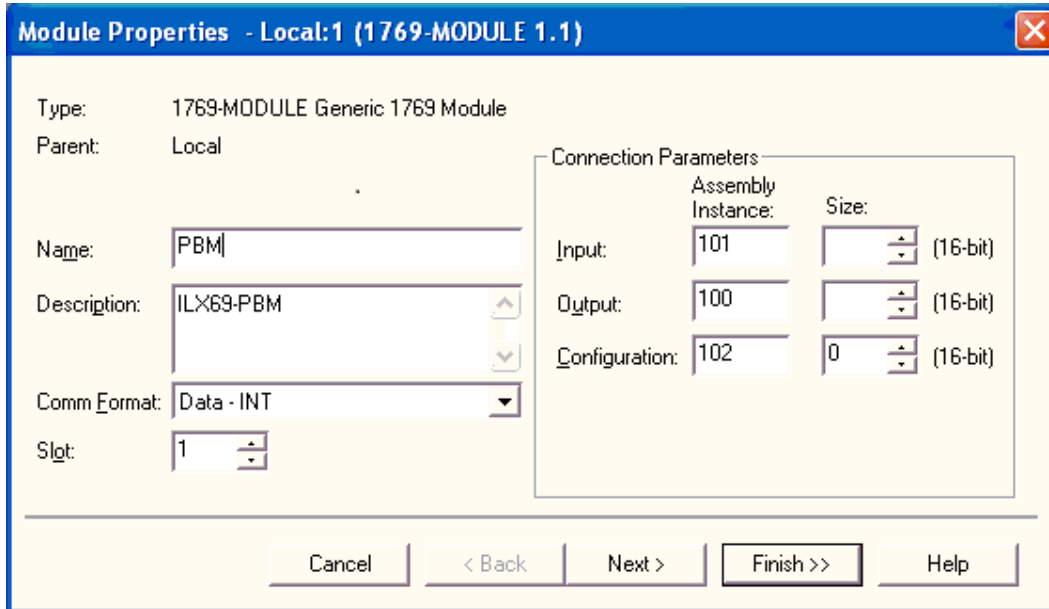 Module Properties - Local:1 (1769-MODULE 1.1)
Type: 1769-MODULE Generic 1769 Module
Parent: Local
Name: PBM
Description: ILX69-PBM
Comm Format: Data - INT
Slot: 1
Connection Parameters
Assembly
Instance: Size:
Input: 101 (16-bit)
Output: 100 (16-bit)
Configuration: 102 0 (16-bit)
Cancel < Back Next > Finish >> Help